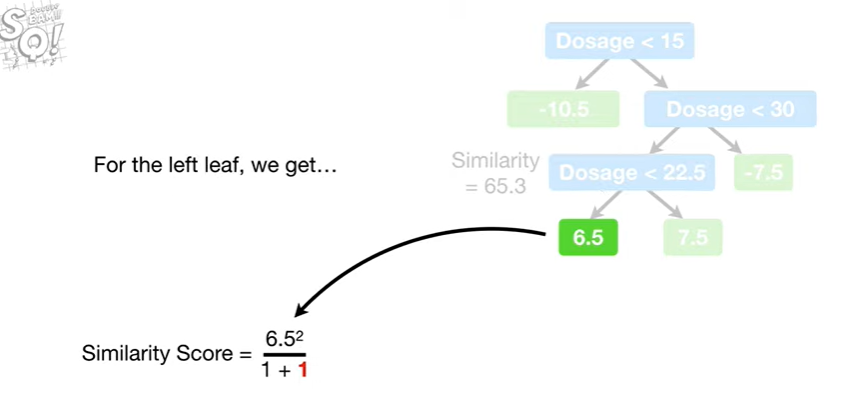 SQ!
Dosage < 15
-10.5
Dosage < 30
For the left leaf, we get…
Similarity
= 65.3
Dosage < 22.5
-7.5
6.5
7.5
Similarity Score = 6.5²
1 + 1